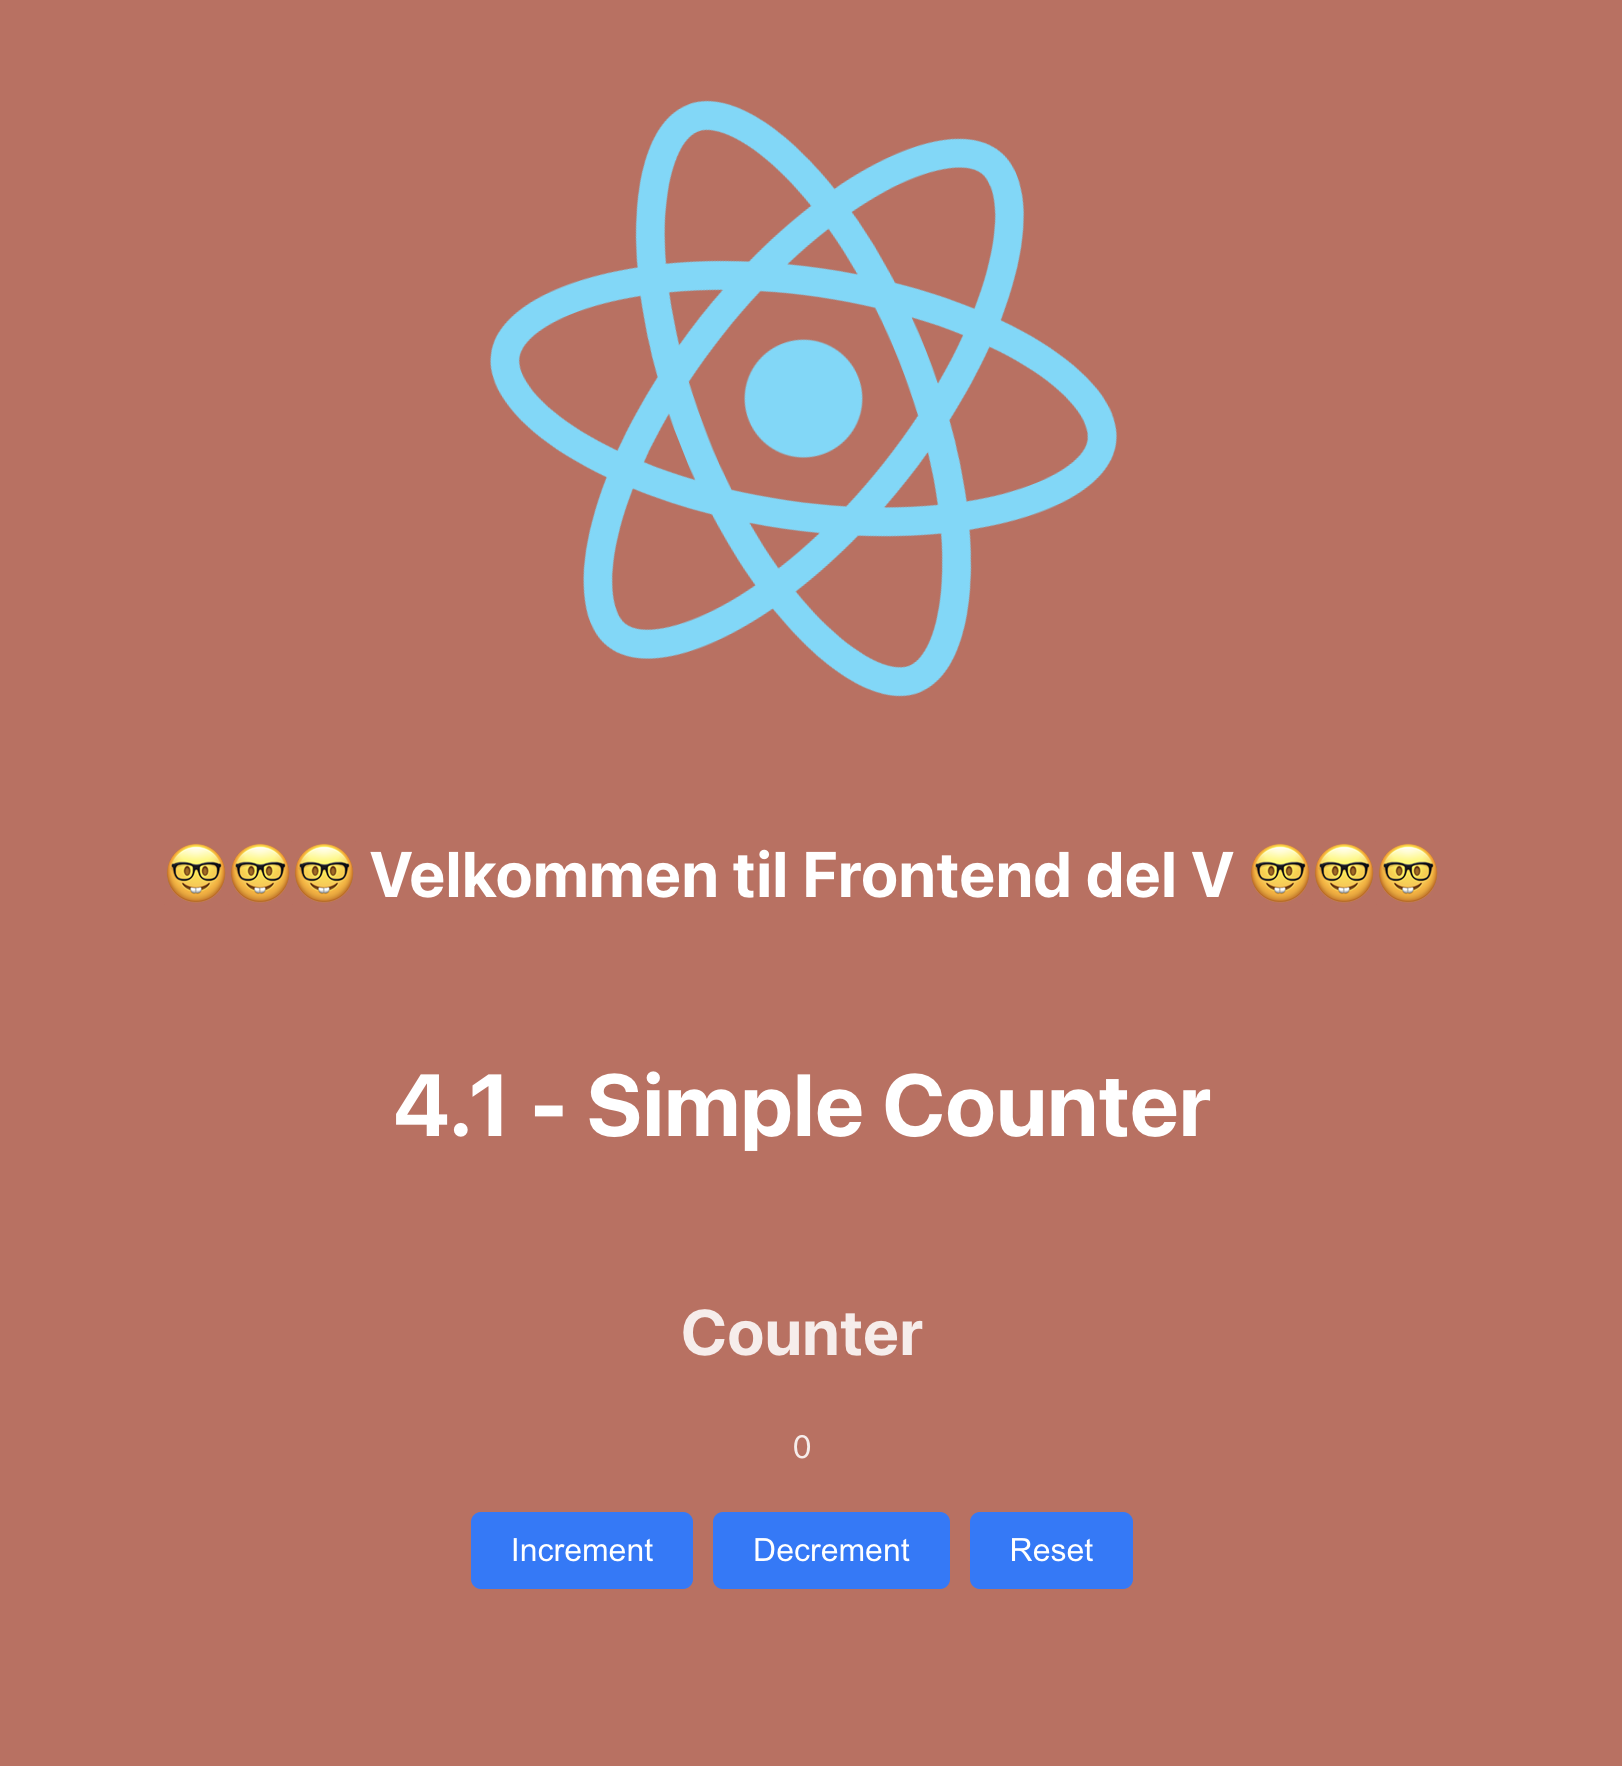 🤓🤓🤓 Velkommen til Frontend del V 🤓🤓🤓
4.1 - Simple Counter
Counter
0
Increment Decrement Reset